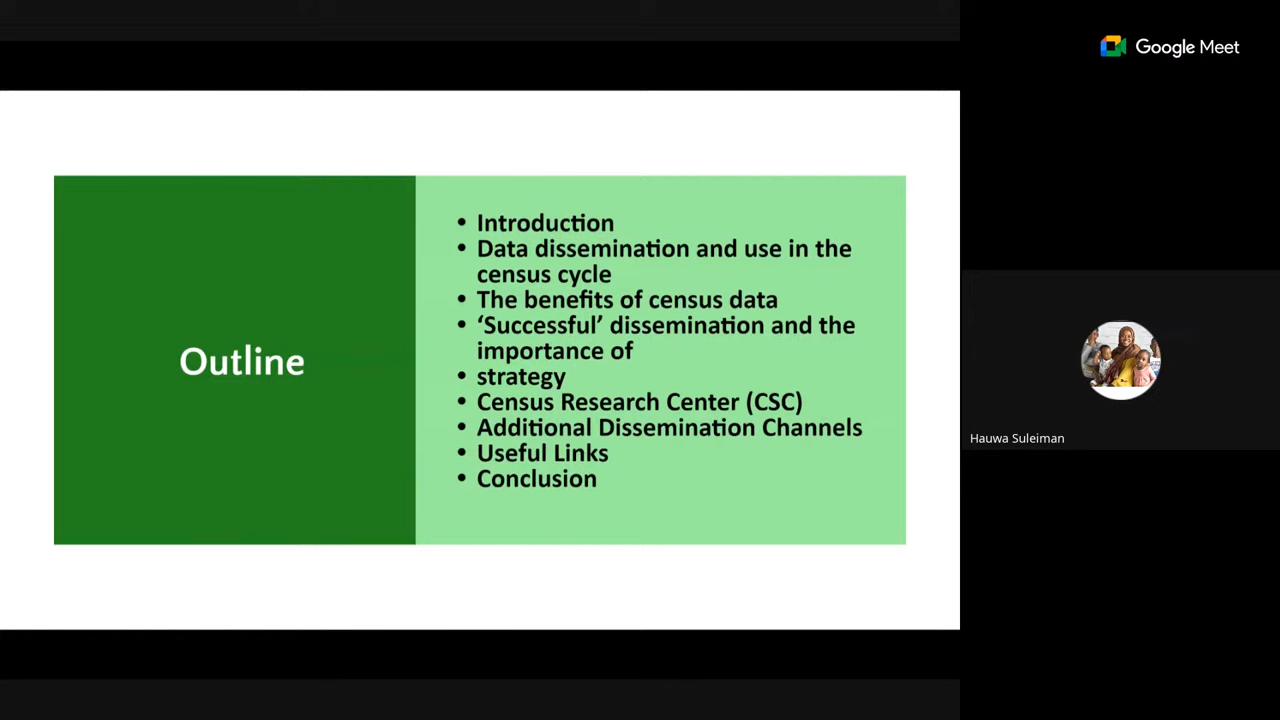 Google Meet
Outline
• Introduction
• Data dissemination and use in the
census cycle
• The benefits of census data
• ‘Successful’ dissemination and the
importance of
• strategy
• Census Research Center (CSC)
• Additional Dissemination Channels
• Useful Links
• Conclusion
Hauwa Suleiman